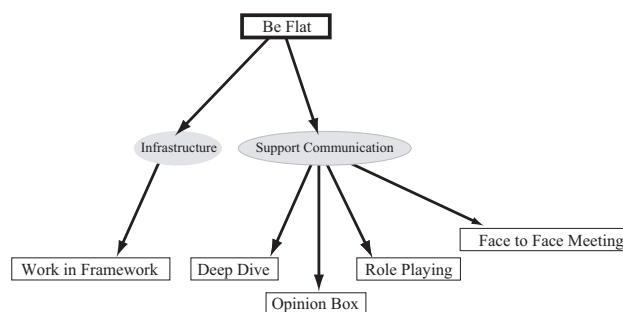 Be Flat
Infrastructure
Support Communication
Face to Face Meeting
Work in Framework
Deep Dive
Role Playing
Opinion Box